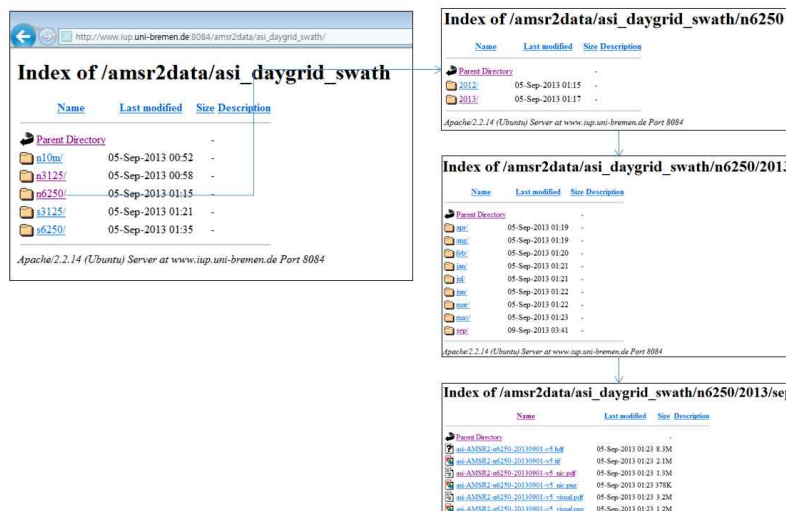 http://www.iup.uni-bremen.de:8084/amsr2data/asi_daygrid_swath/
Index of /amsr2data/asi_daygrid_swath
Name Last modified Size Description
Parent Directory -
n10m/ 05-Sep-2013 00:52 -
n3125/ 05-Sep-2013 00:58 -
n6250/ 05-Sep-2013 01:15 -
s3125/ 05-Sep-2013 01:21 -
s6250/ 05-Sep-2013 01:35 -
Apache/2.2.14 (Ubuntu) Server at www.iup.uni-bremen.de Port 8084
Index of /amsr2data/asi_daygrid_swath/n6250
Name Last modified Size Description
Parent Directory -
2012/ 05-Sep-2013 01:15 -
2013/ 05-Sep-2013 01:17 -
Apache/2.2.14 (Ubuntu) Server at www.iup.uni-bremen.de Port 8084
Index of /amsr2data/asi_daygrid_swath/n6250/2013
Name Last modified Size Description
Parent Directory -
apr/ 05-Sep-2013 01:19 -
aug/ 05-Sep-2013 01:19 -
feb/ 05-Sep-2013 01:20 -
jan/ 05-Sep-2013 01:21 -
jul/ 05-Sep-2013 01:21 -
jun/ 05-Sep-2013 01:22 -
mar/ 05-Sep-2013 01:22 -
may/ 05-Sep-2013 01:23 -
sep/ 09-Sep-2013 03:41 -
Apache/2.2.14 (Ubuntu) Server at www.iup.uni-bremen.de Port 8084
Index of /amsr2data/asi_daygrid_swath/n6250/2013/sep
Name Last modified Size Description
Parent Directory -
asi-AMSR2-n6250-20130901-v5.hdf 05-Sep-2013 01:23 8.3M
asi-AMSR2-n6250-20130901-v5.tif 05-Sep-2013 01:23 2.1M
asi-AMSR2-n6250-20130901-v5_nic.pdf 05-Sep-2013 01:23 1.3M
asi-AMSR2-n6250-20130901-v5_nic.png 05-Sep-2013 01:23 378K
asi-AMSR2-n6250-20130901-v5_visual.pdf 05-Sep-2013 01:23 3.2M
asi-AMSR2-n6250-20130901-v5_visual.png 05-Sep-2013 01:23 1.2M